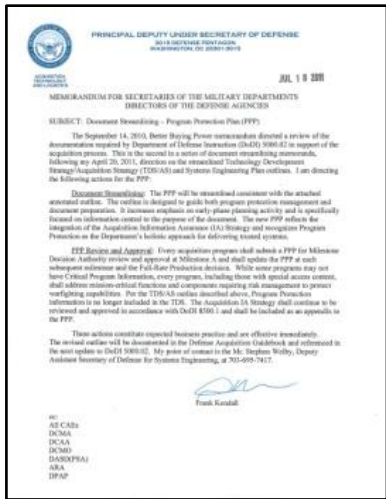 PRINCIPAL DEPUTY UNDER SECRETARY OF DEFENSE
3015 DEFENSE PENTAGON
WASHINGTON, DC 20301-3015
ACQUISITION
TECHNOLOGY
AND LOGISTICS
JUL 18 2011
MEMORANDUM FOR SECRETARIES OF THE MILITARY DEPARTMENTS
DIRECTORS OF THE DEFENSE AGENCIES
SUBJECT: Document Streamlining – Program Protection Plan (PPP)
The September 14, 2010, Better Buying Power memorandum directed a review of the
documentation required by Department of Defense Instruction (DoDI) 5000.02 in support of the
acquisition process. This is the second in a series of document streamlining memoranda,
following my April 20, 2011, direction on the streamlined Technology Development
Strategy/Acquisition Strategy (TDS/AS) and Systems Engineering Plan outlines. I am directing
the following actions for the PPP:
Document Streamlining: The PPP will be streamlined consistent with the attached
annotated outline. The outline is designed to guide both program protection management and
document preparation. It increases emphasis on early-phase planning activity and is specifically
focused on information central to the purpose of the document. The new PPP reflects the
integration of the Acquisition Information Assurance (IA) Strategy and recognizes Program
Protection as the Department's holistic approach for delivering trusted systems.
PPP Review and Approval: Every acquisition program shall submit a PPP for Milestone
Decision Authority review and approval at Milestone A and shall update the PPP at each
subsequent milestone and the Full-Rate Production decision. While some programs may not
have Critical Program Information, every program, including those with special access content,
shall address mission-critical functions and components requiring risk management to protect
warfighting capabilities. Per the TDS/AS outline described above, Program Protection
information is no longer included in the TDS. The Acquisition IA Strategy shall continue to be
reviewed and approved in accordance with DoDI 8500.1 and shall be included as an appendix to
the PPP.
These actions constitute expected business practice and are effective immediately.
The revised outline will be documented in the Defense Acquisition Guidebook and referenced in
the next update to DoDI 5000.02. My point of contact is Mr. Stephen Welby, Deputy
Assistant Secretary of Defense for Systems Engineering, at 703-695-7417.
Frank Kendall
cc:
All CAEs
DCMA
DCAA
DCMO
DASD(PSA)
ARA
DPAP